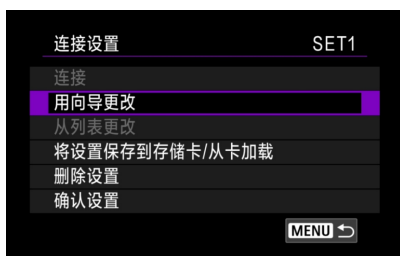 连接设置 SET1
连接
用向导更改
从列表更改
将设置保存到存储卡/从卡加载
删除设置
确认设置
MENU